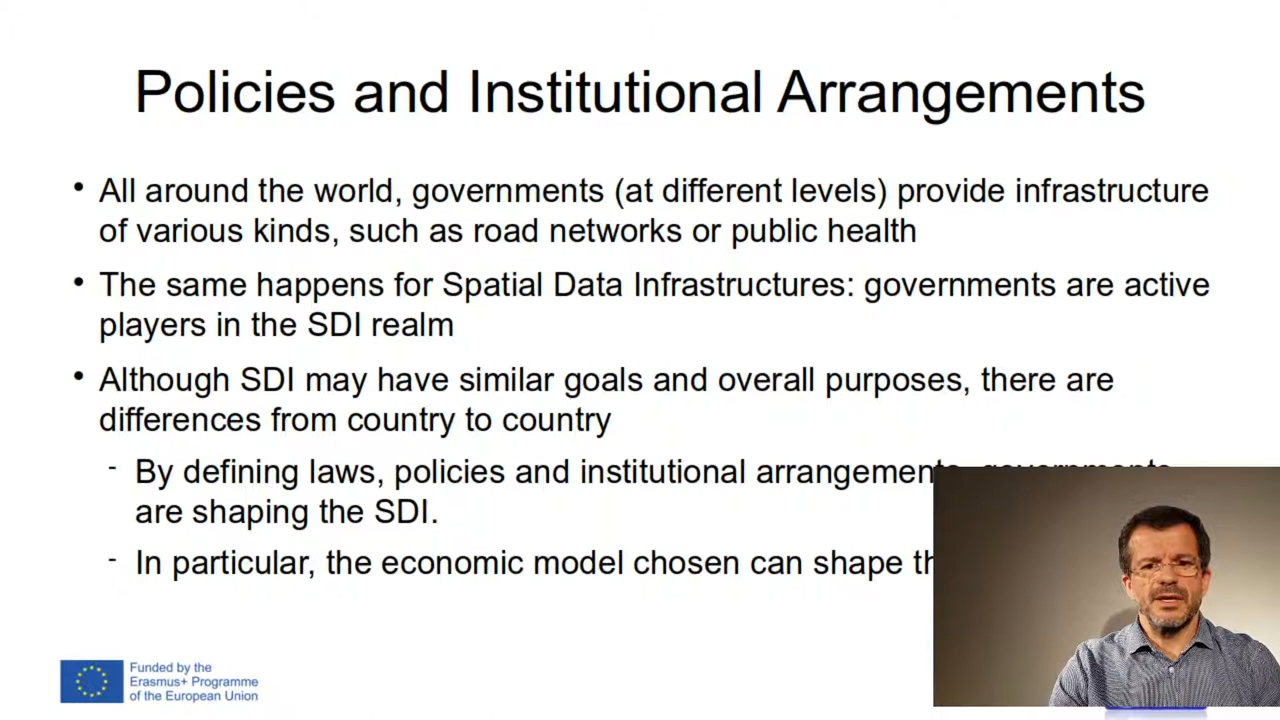 Policies and Institutional Arrangements
• All around the world, governments (at different levels) provide infrastructure
of various kinds, such as road networks or public health
• The same happens for Spatial Data Infrastructures: governments are active
players in the SDI realm
• Although SDI may have similar goals and overall purposes, there are
differences from country to country
- By defining laws, policies and institutional arrangements, governments
are shaping the SDI.
- In particular, the economic model chosen can shape
Funded by the
Erasmus+ Programme
of the European Union